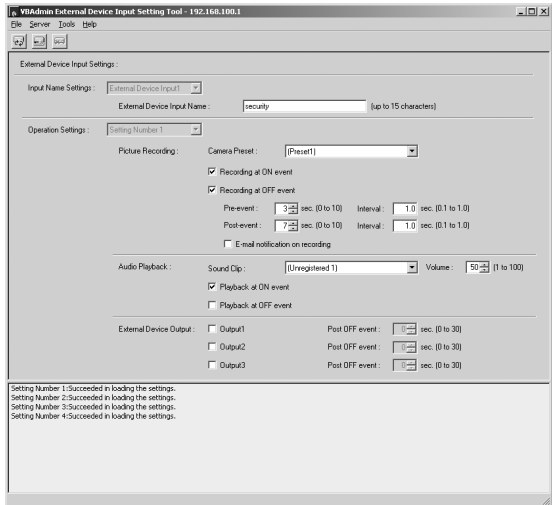 VBAdmin External Device Input Setting Tool - 192.168.100.1
File Server Tools Help
External Device Input Settings :
Input Name Settings : External Device Input1
External Device Input Name : security (up to 15 characters)
Operation Settings : Setting Number 1
Picture Recording : Camera Preset : (Preset1)
Recording at ON event
Recording at OFF event
Pre-event : 3 sec. (0 to 10) Interval : 1.0 sec. (0.1 to 1.0)
Post-event : 7 sec. (0 to 10) Interval : 1.0 sec. (0.1 to 1.0)
E-mail notification on recording
Audio Playback : Sound Clip : (Unregistered 1) Volume : 50 (1 to 100)
Playback at ON event
Playback at OFF event
External Device Output : Output1 Post OFF event : 0 sec. (0 to 30)
Output2 Post OFF event : 0 sec. (0 to 30)
Output3 Post OFF event : 0 sec. (0 to 30)
Setting Number 1:Succeeded in loading the settings.
Setting Number 2:Succeeded in loading the settings.
Setting Number 3:Succeeded in loading the settings.
Setting Number 4:Succeeded in loading the settings.